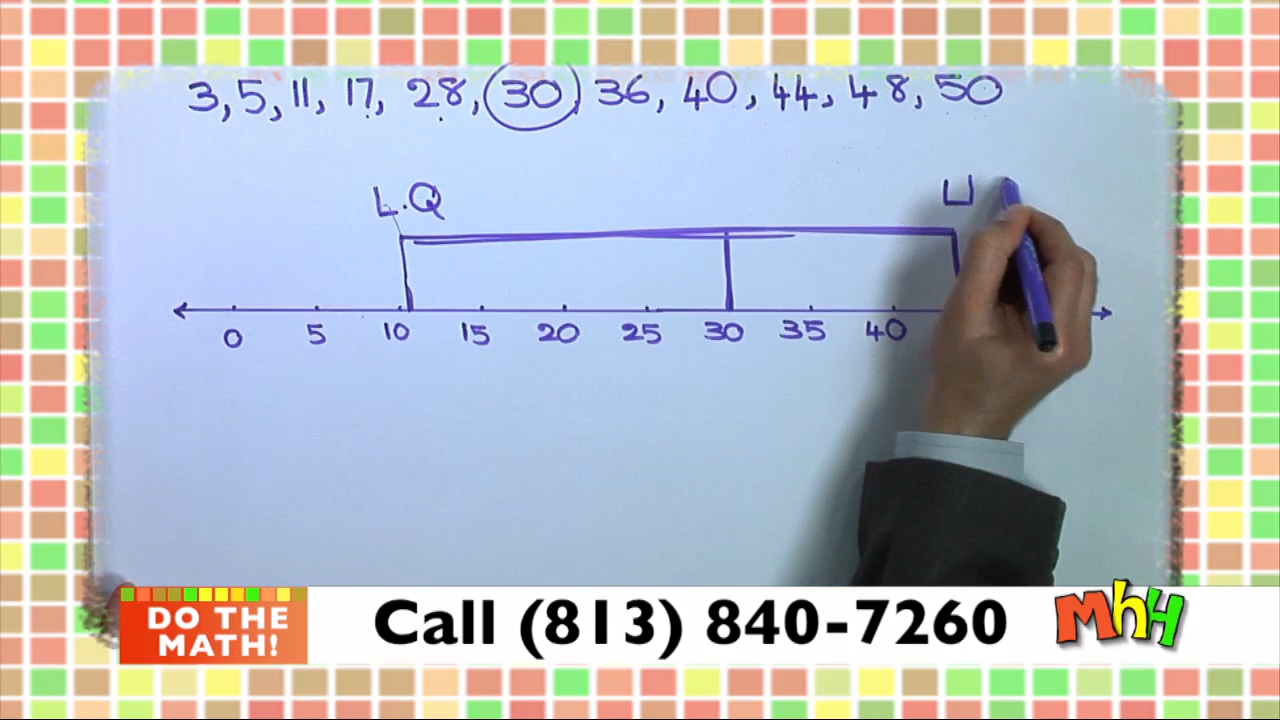 3, 5, 11, 17, 28, 30, 36, 40, 44, 48, 50
L.Q U
0 5 10 15 20 25 30 35 40
DO THE MATH! Call (813) 840-7260 Mh4